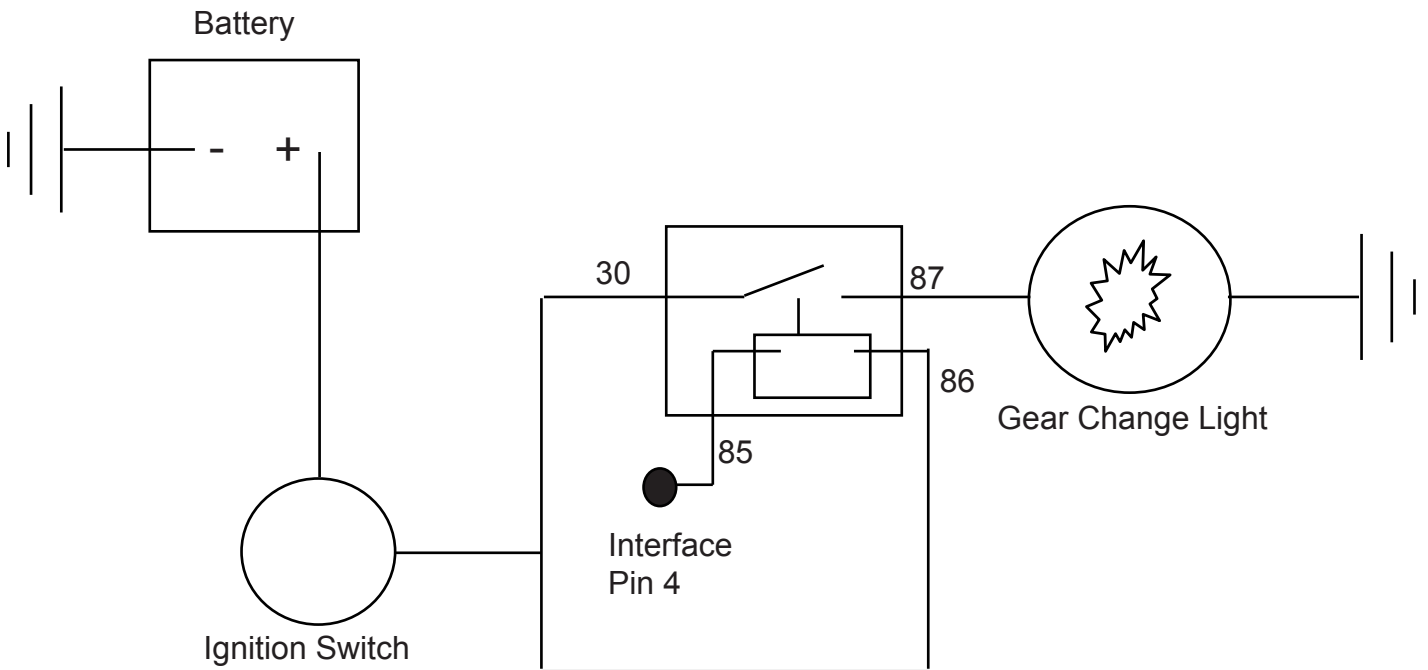 Battery
- +
30
87
86
Gear Change Light
85
Interface
Pin 4
Ignition Switch